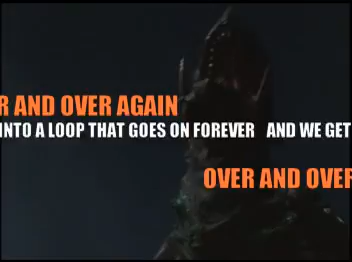 R AND OVER AGAIN
INTO A LOOP THAT GOES ON FOREVER AND WE GET
OVER AND OVER